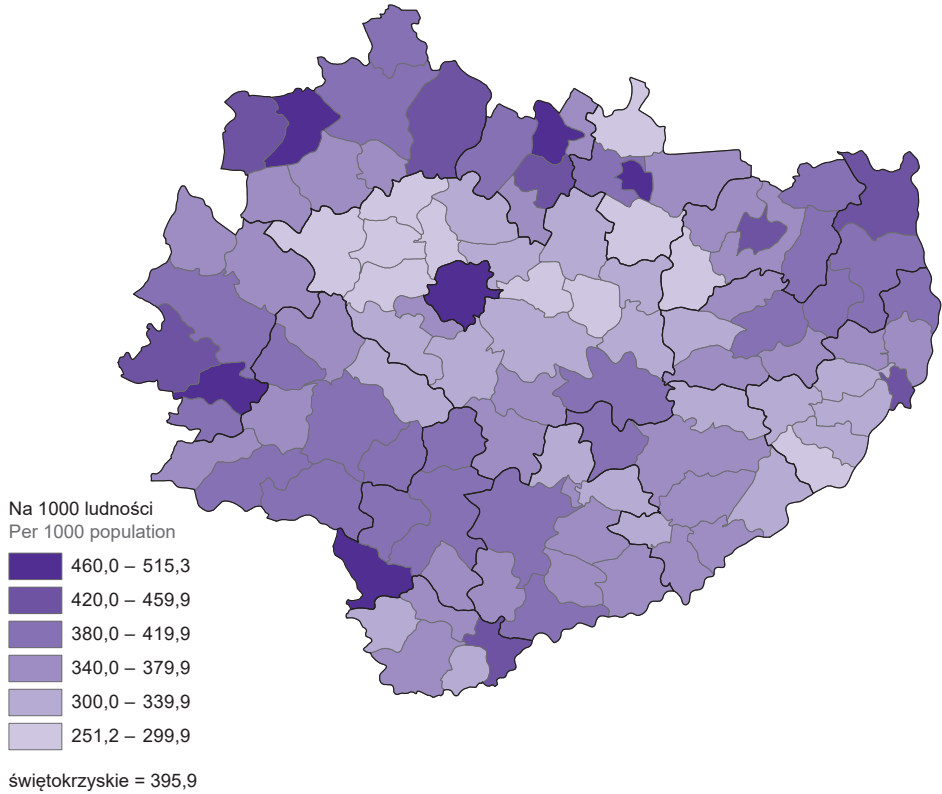 Na 1000 ludności
Per 1000 population
460,0 – 515,3
420,0 – 459,9
380,0 – 419,9
340,0 – 379,9
300,0 – 339,9
251,2 – 299,9
świętokrzyskie = 395,9